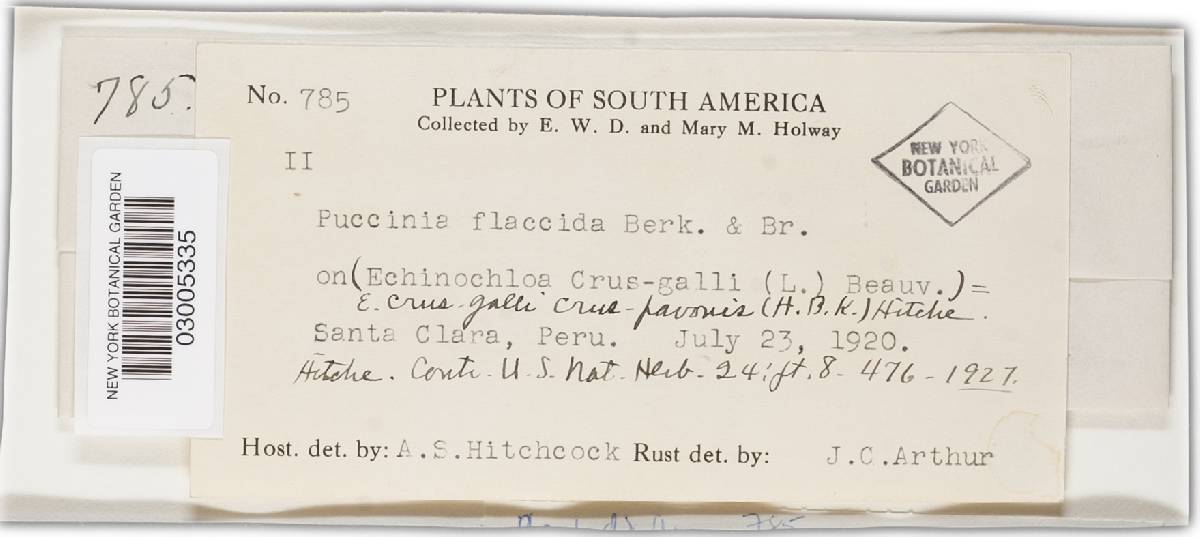 785.
No. 785
PLANTS OF SOUTH AMERICA
Collected by E. W. D. and Mary M. Holway
II
NEW YORK
BOTANICAL
GARDEN
Puccinia flaccida Berk. & Br.
on (Echinochloa Crus-galli (L.) Beauv.) =
E. crus-galli crus-pavonis (H.B.K.) Hitchc.
Santa Clara, Peru. July 23, 1920.
Hitchc. Contr. U.S. Nat. Herb. 24: pt. 8- 476 - 1927.
Host. det. by: A.S.Hitchcock Rust det. by: J.C.Arthur
NEW YORK BOTANICAL GARDEN
03005335
785